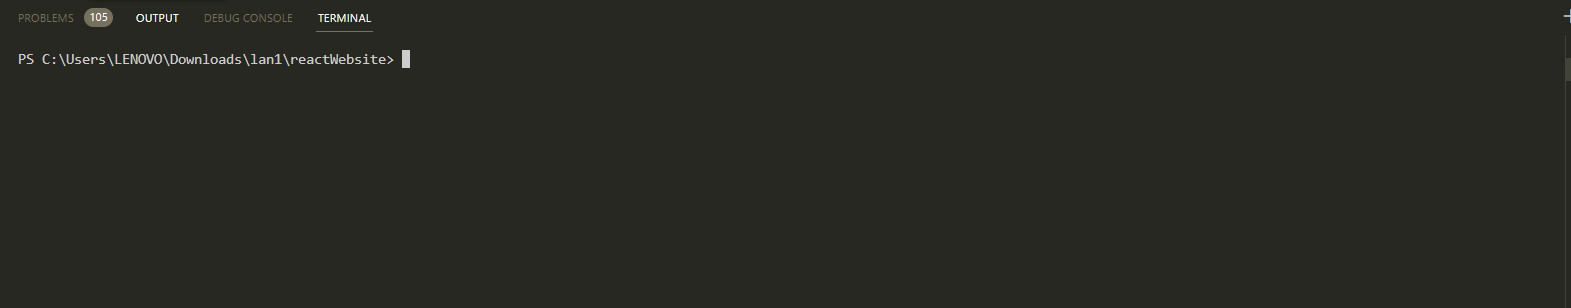 PROBLEMS 105 OUTPUT DEBUG CONSOLE TERMINAL
PS C:\Users\LENOVO\Downloads\lan1\reactWebsite>